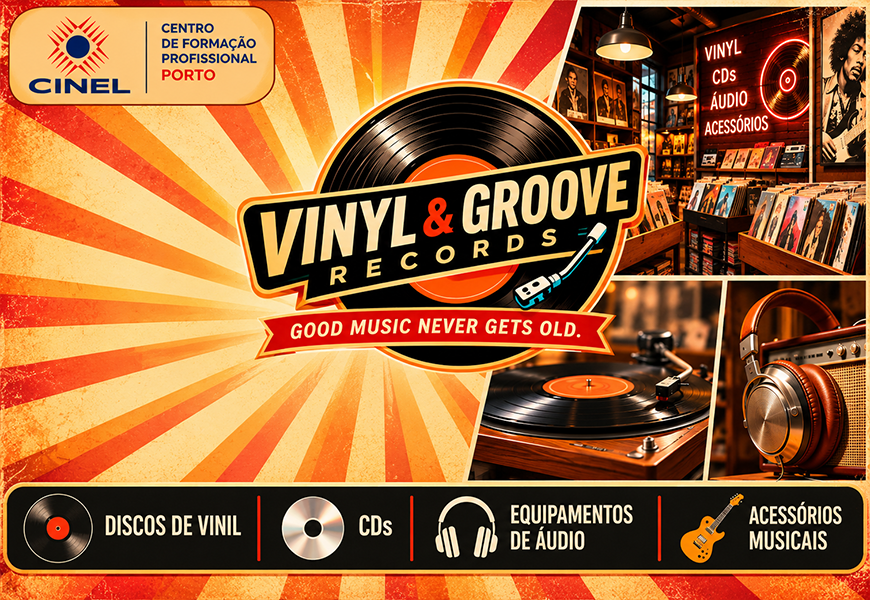 CINEL
CENTRO
DE FORMAÇÃO
PROFISSIONAL
PORTO
VINYL & GROOVE
RECORDS
GOOD MUSIC NEVER GETS OLD.
VINYL
CDs
ÁUDIO
ACESSÓRIOS
DISCOS DE VINIL
CDs
EQUIPAMENTOS
DE ÁUDIO
ACESSÓRIOS
MUSICAIS